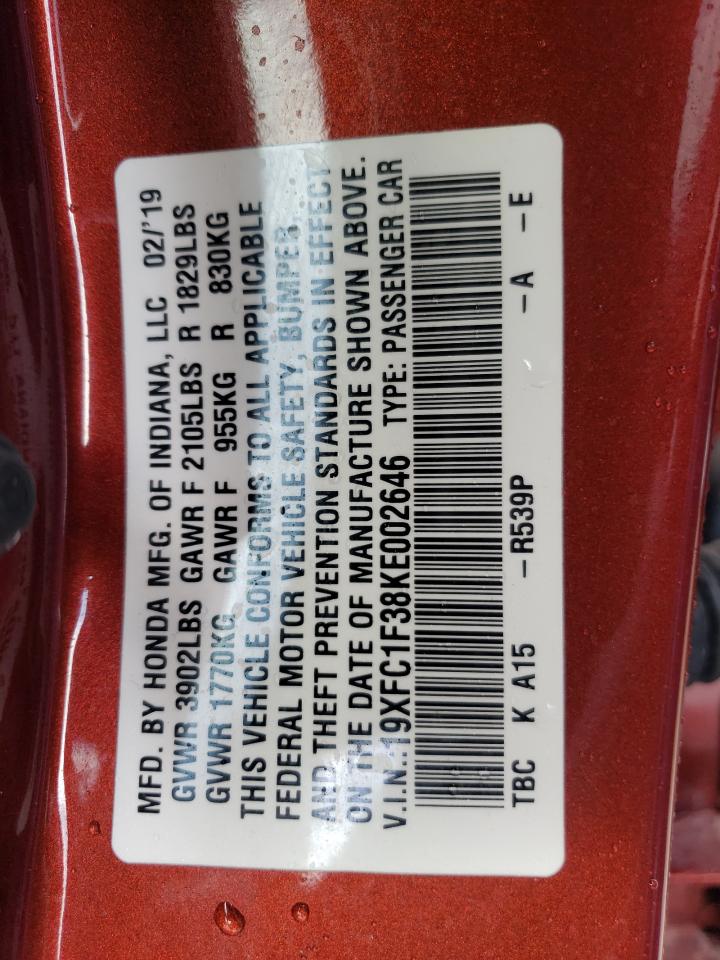 MFD. BY HONDA MFG. OF INDIANA, LLC 02/'19
GVWR 3902LBS GAWR F 2105LBS R 1829LBS
GVWR 1770KG GAWR F 955KG R 830KG
THIS VEHICLE CONFORMS TO ALL APPLICABLE
FEDERAL MOTOR VEHICLE SAFETY, BUMPER,
AND THEFT PREVENTION STANDARDS IN EFFECT
ON THE DATE OF MANUFACTURE SHOWN ABOVE.
V.I.N.:19XFC1F38KE002646 TYPE: PASSENGER CAR
TBC K A15 –R539P –A –E